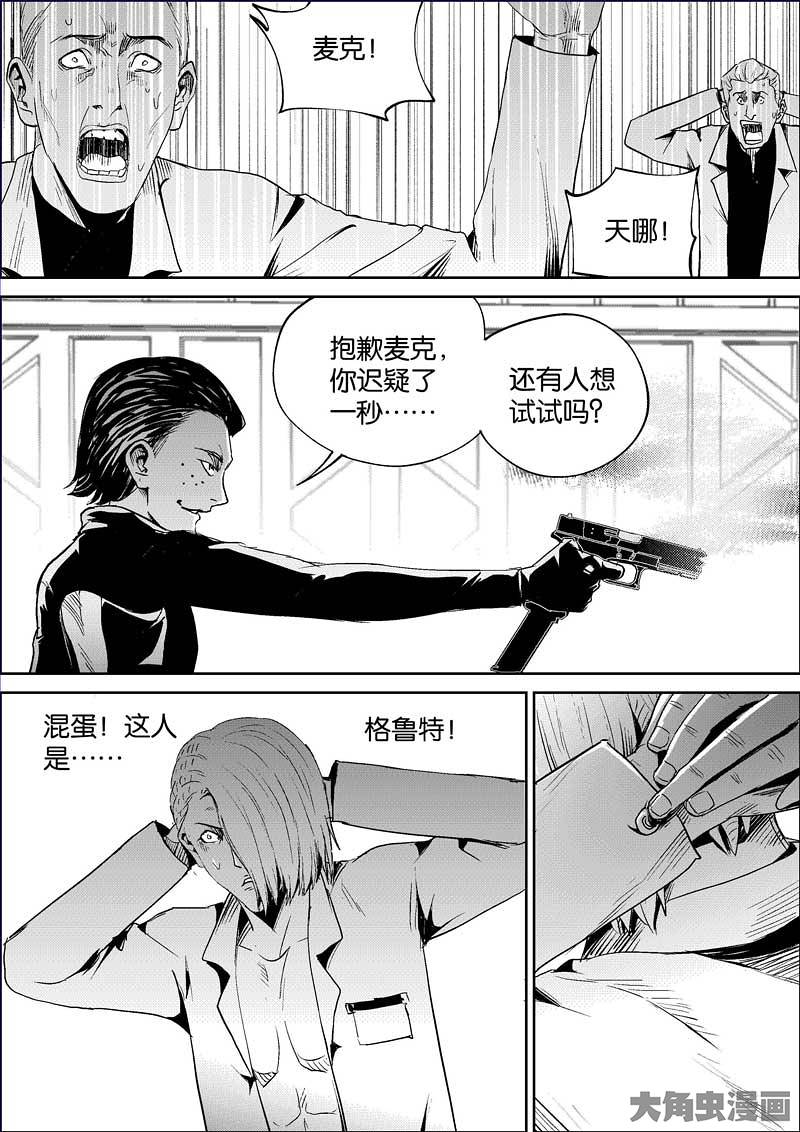 麦克！
天哪！
抱歉麦克，
你迟疑了
一秒……
还有人想
试试吗？
混蛋！这人
是……
格鲁特！
大角虫漫画